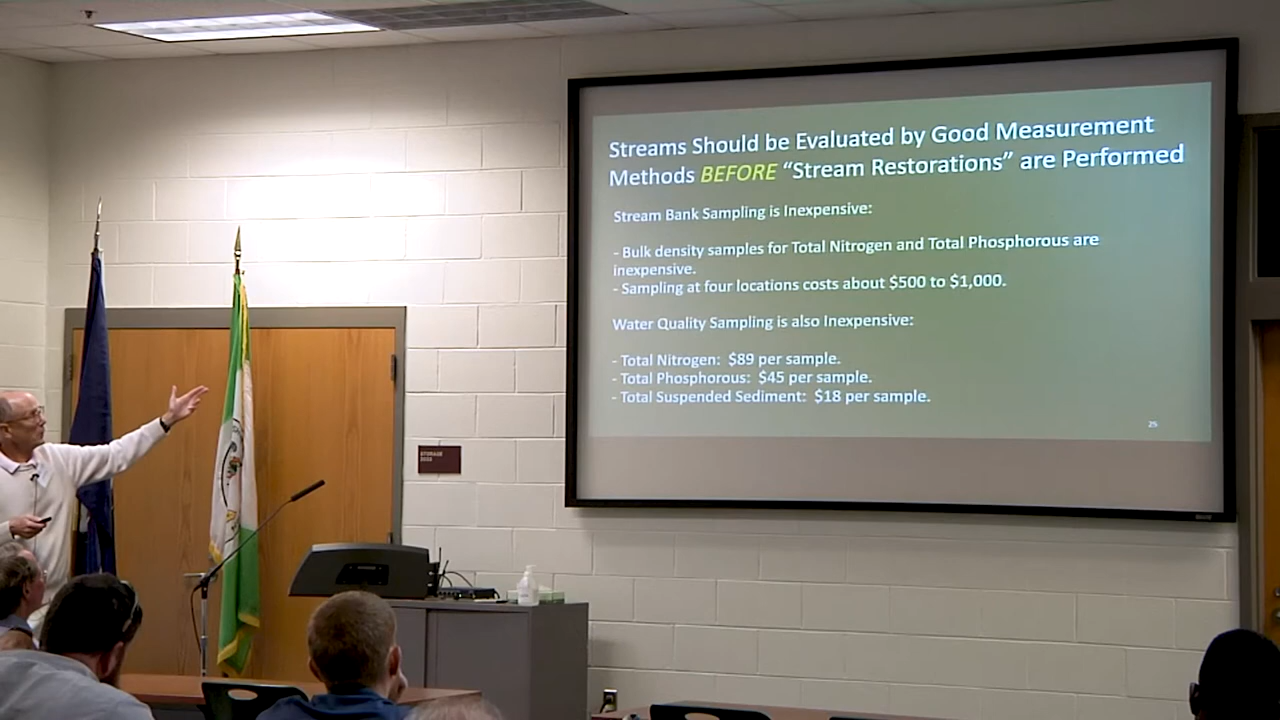 Streams Should be Evaluated by Good Measurement
Methods BEFORE “Stream Restorations” are Performed
Stream Bank Sampling is Inexpensive:
- Bulk density samples for Total Nitrogen and Total Phosphorous are
inexpensive.
- Sampling at four locations costs about $500 to $1,000.
Water Quality Sampling is also Inexpensive:
- Total Nitrogen: $89 per sample.
- Total Phosphorous: $45 per sample.
- Total Suspended Sediment: $18 per sample.
25
STORAGE